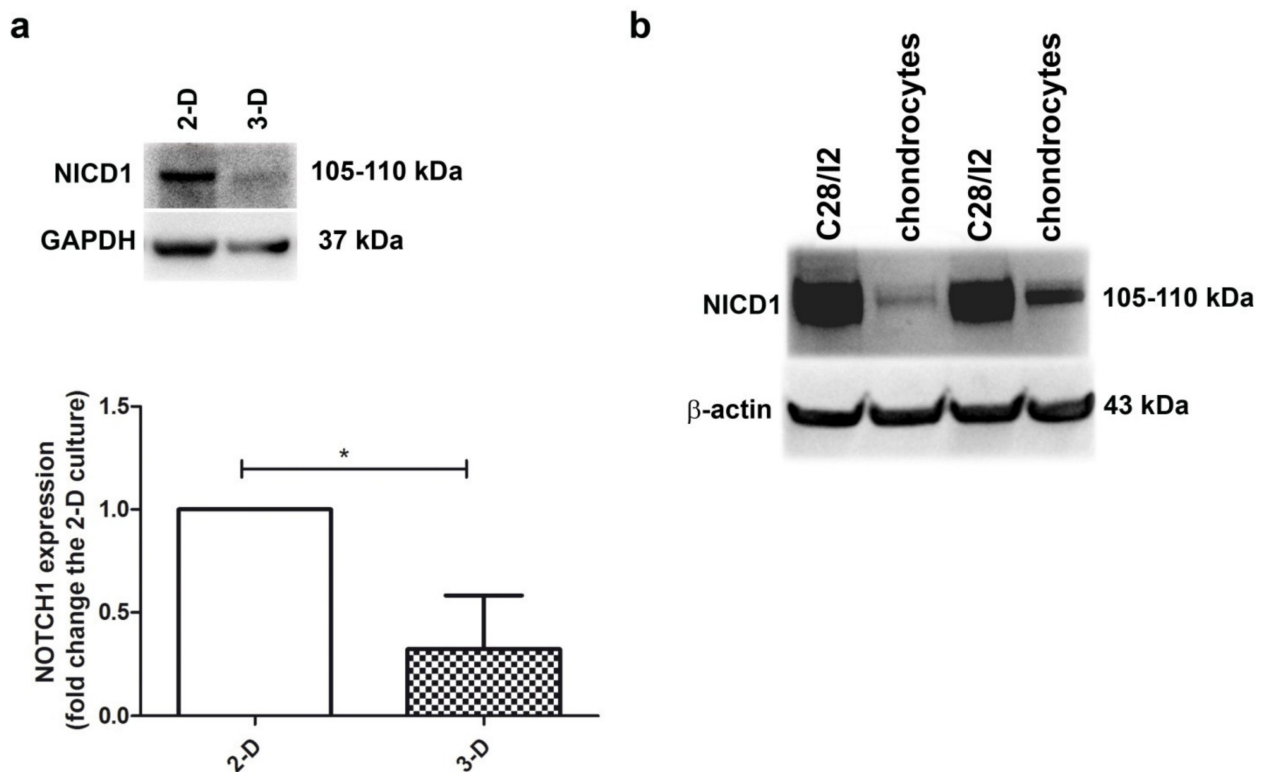 a
2-D
3-D
NICD1
105-110 kDa
GAPDH
37 kDa
NOTCH1 expression
(fold change the 2-D culture)
1.5
1.0
0.5
0.0
*
2-D
3-D
b
C28/I2
chondrocytes
C28/I2
chondrocytes
NICD1
105-110 kDa
β-actin
43 kDa